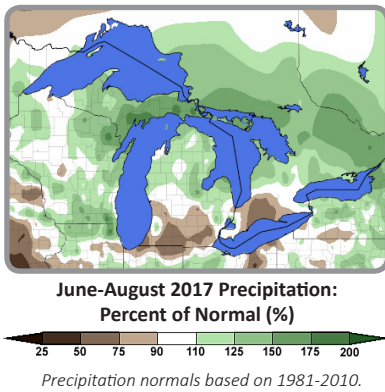 June-August 2017 Precipitation:
Percent of Normal (%)
25 50 75 90 110 125 150 175 200
Precipitation normals based on 1981-2010.